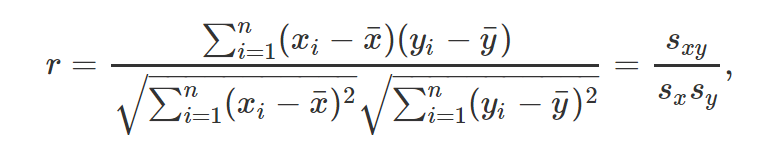 r = \frac{\sum_{i=1}^{n}(x_i - \bar{x})(y_i - \bar{y})}{\sqrt{\sum_{i=1}^{n}(x_i - \bar{x})^2}\sqrt{\sum_{i=1}^{n}(y_i - \bar{y})^2}} = \frac{s_{xy}}{s_x s_y},